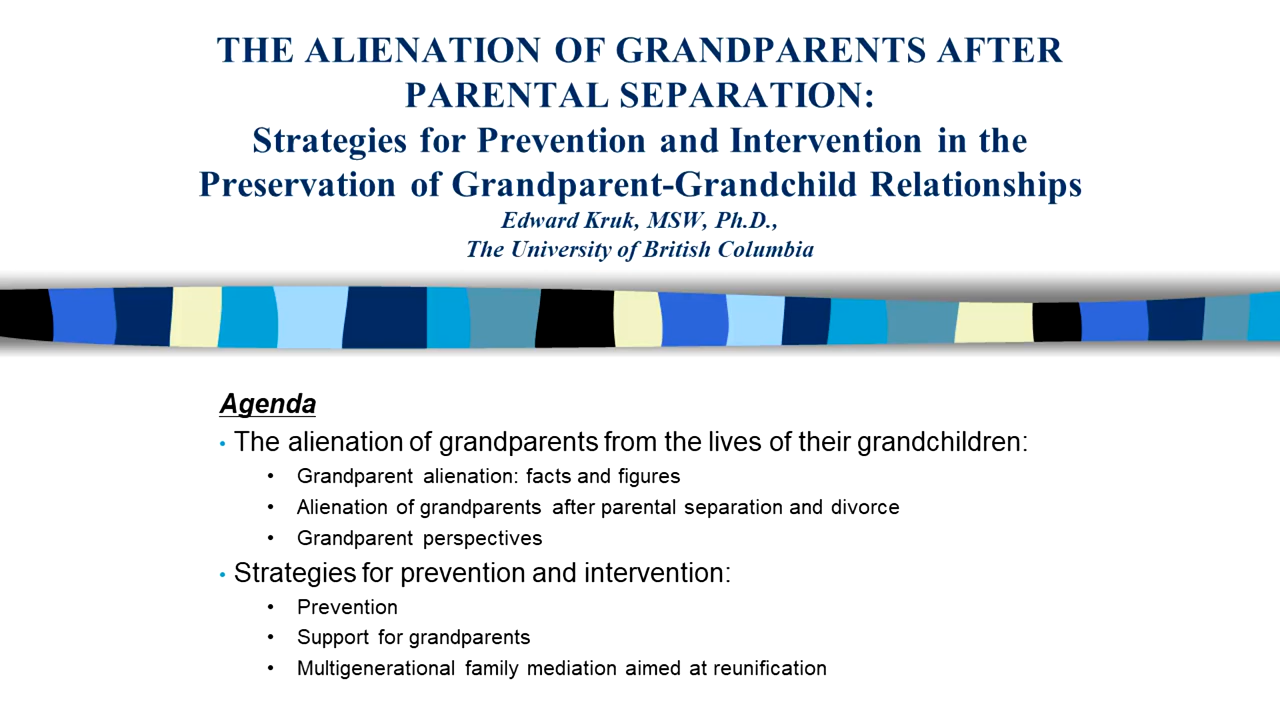 THE ALIENATION OF GRANDPARENTS AFTER
PARENTAL SEPARATION:
Strategies for Prevention and Intervention in the
Preservation of Grandparent-Grandchild Relationships
Edward Kruk, MSW, Ph.D.,
The University of British Columbia
Agenda
• The alienation of grandparents from the lives of their grandchildren:
• Grandparent alienation: facts and figures
• Alienation of grandparents after parental separation and divorce
• Grandparent perspectives
• Strategies for prevention and intervention:
• Prevention
• Support for grandparents
• Multigenerational family mediation aimed at reunification